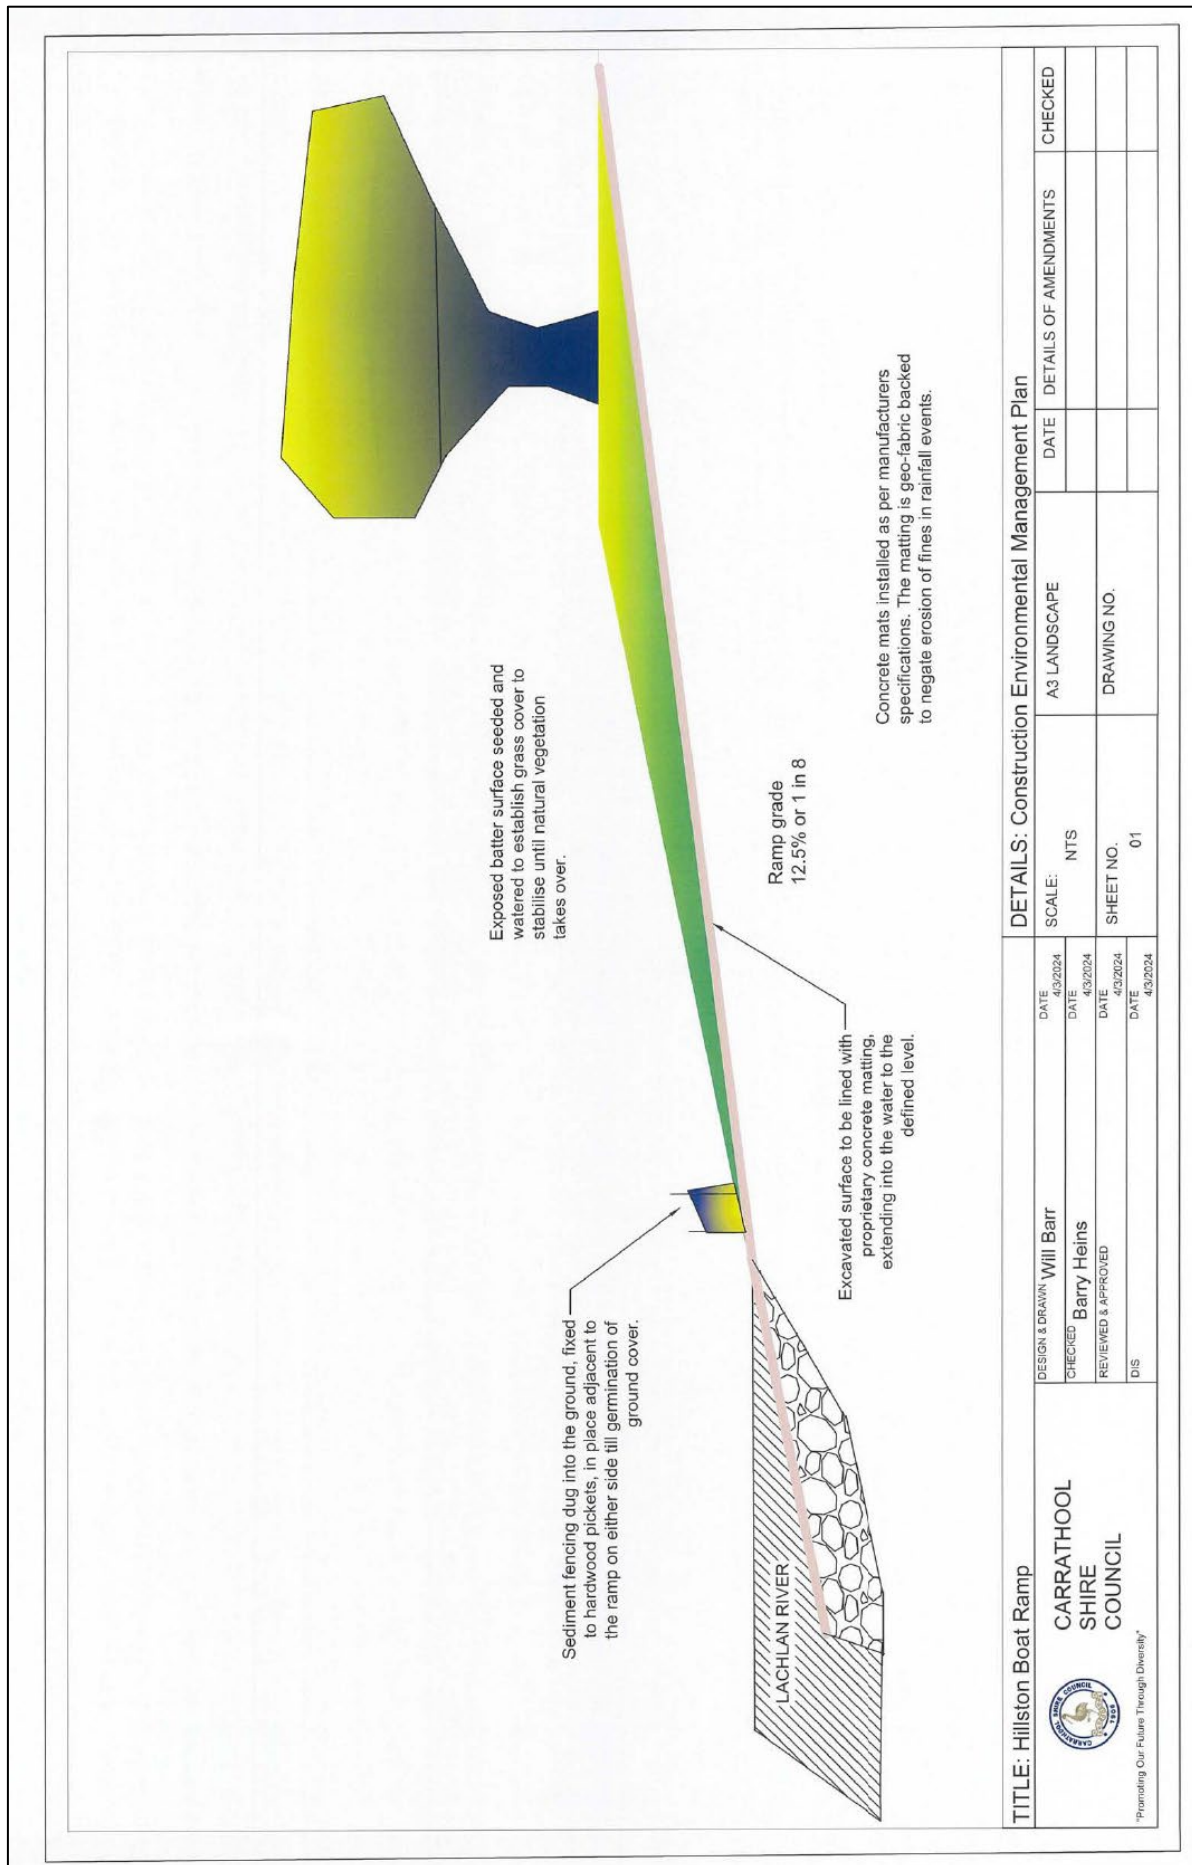 Exposed batter surface seeded and
watered to establish grass cover to
stabilise until natural vegetation
takes over.
Sediment fencing dug into the ground, fixed
to hardwood pickets, in place adjacent to
the ramp on either side till germination of
ground cover.
LACHLAN RIVER
Excavated surface to be lined with
proprietary concrete matting,
extending into the water to the
defined level.
Ramp grade
12.5% or 1 in 8
Concrete mats installed as per manufacturers
specifications. The matting is geo-fabric backed
to negate erosion of fines in rainfall events.
TITLE: Hillston Boat Ramp
DETAILS: Construction Environmental Management Plan
CARRATHOOL SHIRE COUNCIL
1906
CARRATHOOL
SHIRE
COUNCIL
"Promoting Our Future Through Diversity"
DESIGN & DRAWN Will Barr
DATE
4/3/2024
CHECKED Barry Heins
DATE
4/3/2024
REVIEWED & APPROVED
DATE
4/3/2024
DIS
DATE
4/3/2024
SCALE:
NTS
A3 LANDSCAPE
SHEET NO.
01
DRAWING NO.
DATE
DETAILS OF AMENDMENTS
CHECKED